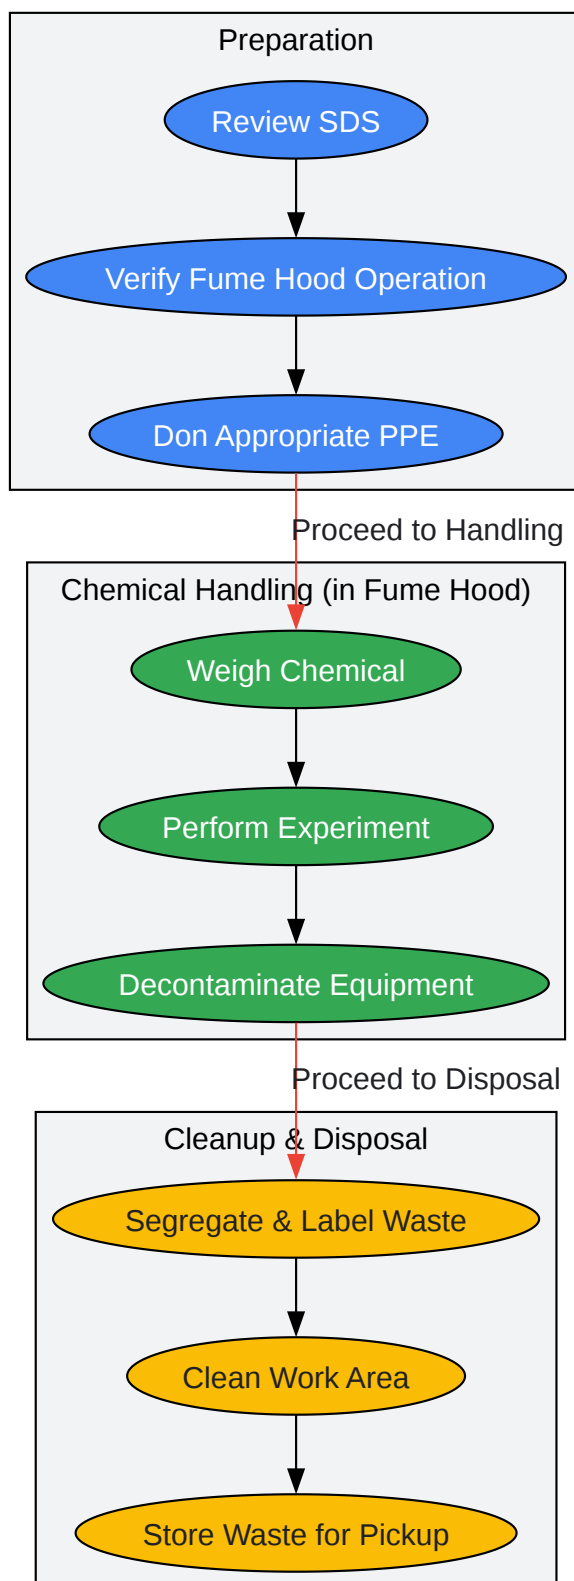 Preparation
Review SDS
Verify Fume Hood Operation
Don Appropriate PPE
Proceed to Handling
Chemical Handling (in Fume Hood)
Weigh Chemical
Perform Experiment
Decontaminate Equipment
Proceed to Disposal
Cleanup & Disposal
Segregate & Label Waste
Clean Work Area
Store Waste for Pickup